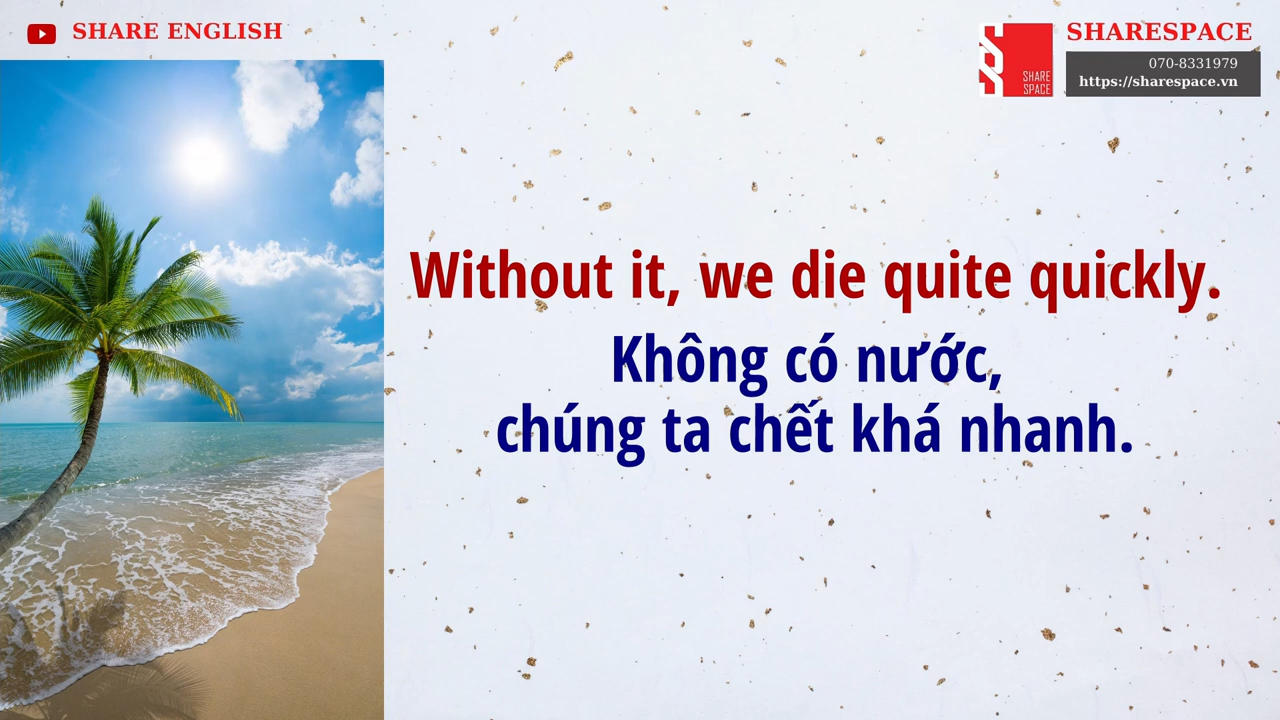 SHARE ENGLISH
SHARESPACE
SHARE
SPACE
070-8331979
https://sharespace.vn
Without it, we die quite quickly.
Không có nước,
chúng ta chết khá nhanh.